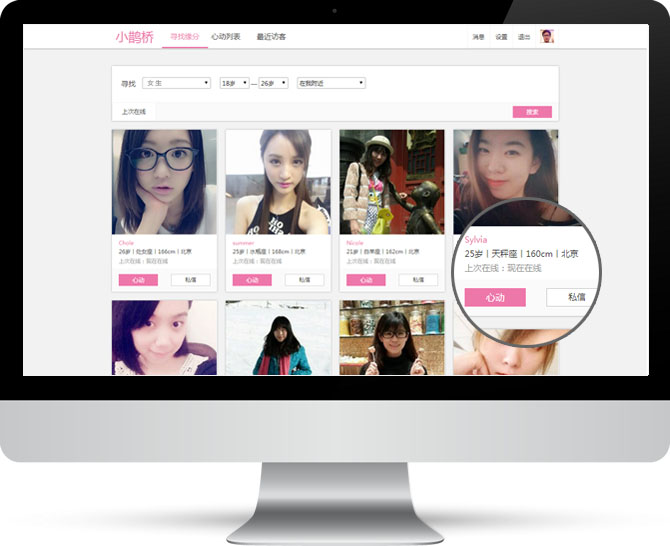 小鹊桥 寻找缘分 心动列表 最近访客 消息 设置 退出
寻找 女 生 18岁 — 26岁 在我附近
上次在线 搜索
Chole
26岁 | 处女座 | 166cm | 北京
上次在线：现在在线
心动 私信
summer
25岁 | 水瓶座 | 168cm | 北京
上次在线：现在在线
心动 私信
Nicole
21岁 | 白羊座 | 162cm | 北京
上次在线：现在在线
心动 私信
Sylvia
25岁 | 天秤座 | 160cm | 北京
上次在线：现在在线
心动 私信